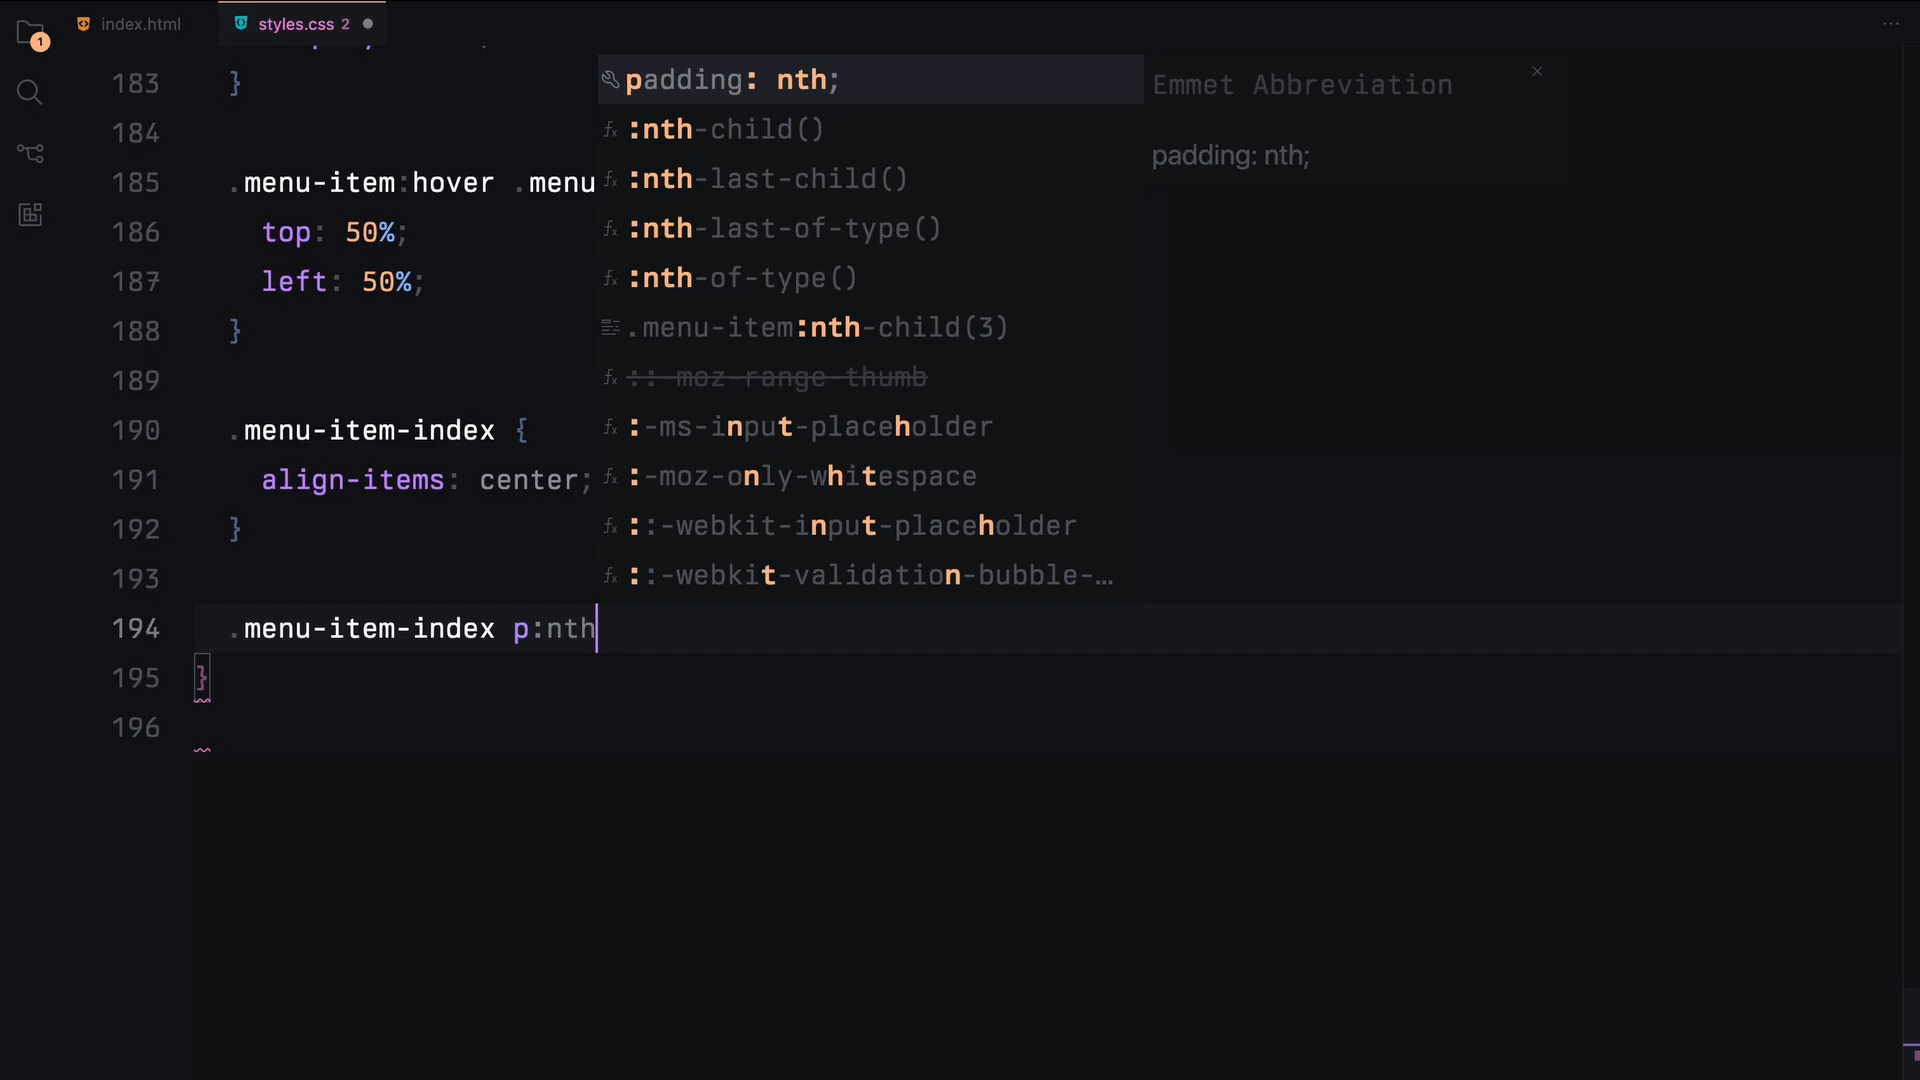 1
index.html
styles.css 2
...
183 }
184
185 .menu-item:hover .menu
186 top: 50%;
187 left: 50%;
188 }
189
190 .menu-item-index {
191 align-items: center;
192 }
193
194 .menu-item-index p:nth
195 }
196
padding: nth;
:nth-child()
:nth-last-child()
:nth-last-of-type()
:nth-of-type()
.menu-item:nth-child(3)
::-moz-range-thumb
:-ms-input-placeholder
:-moz-only-whitespace
::-webkit-input-placeholder
::-webkit-validation-bubble-…
Emmet Abbreviation
padding: nth;